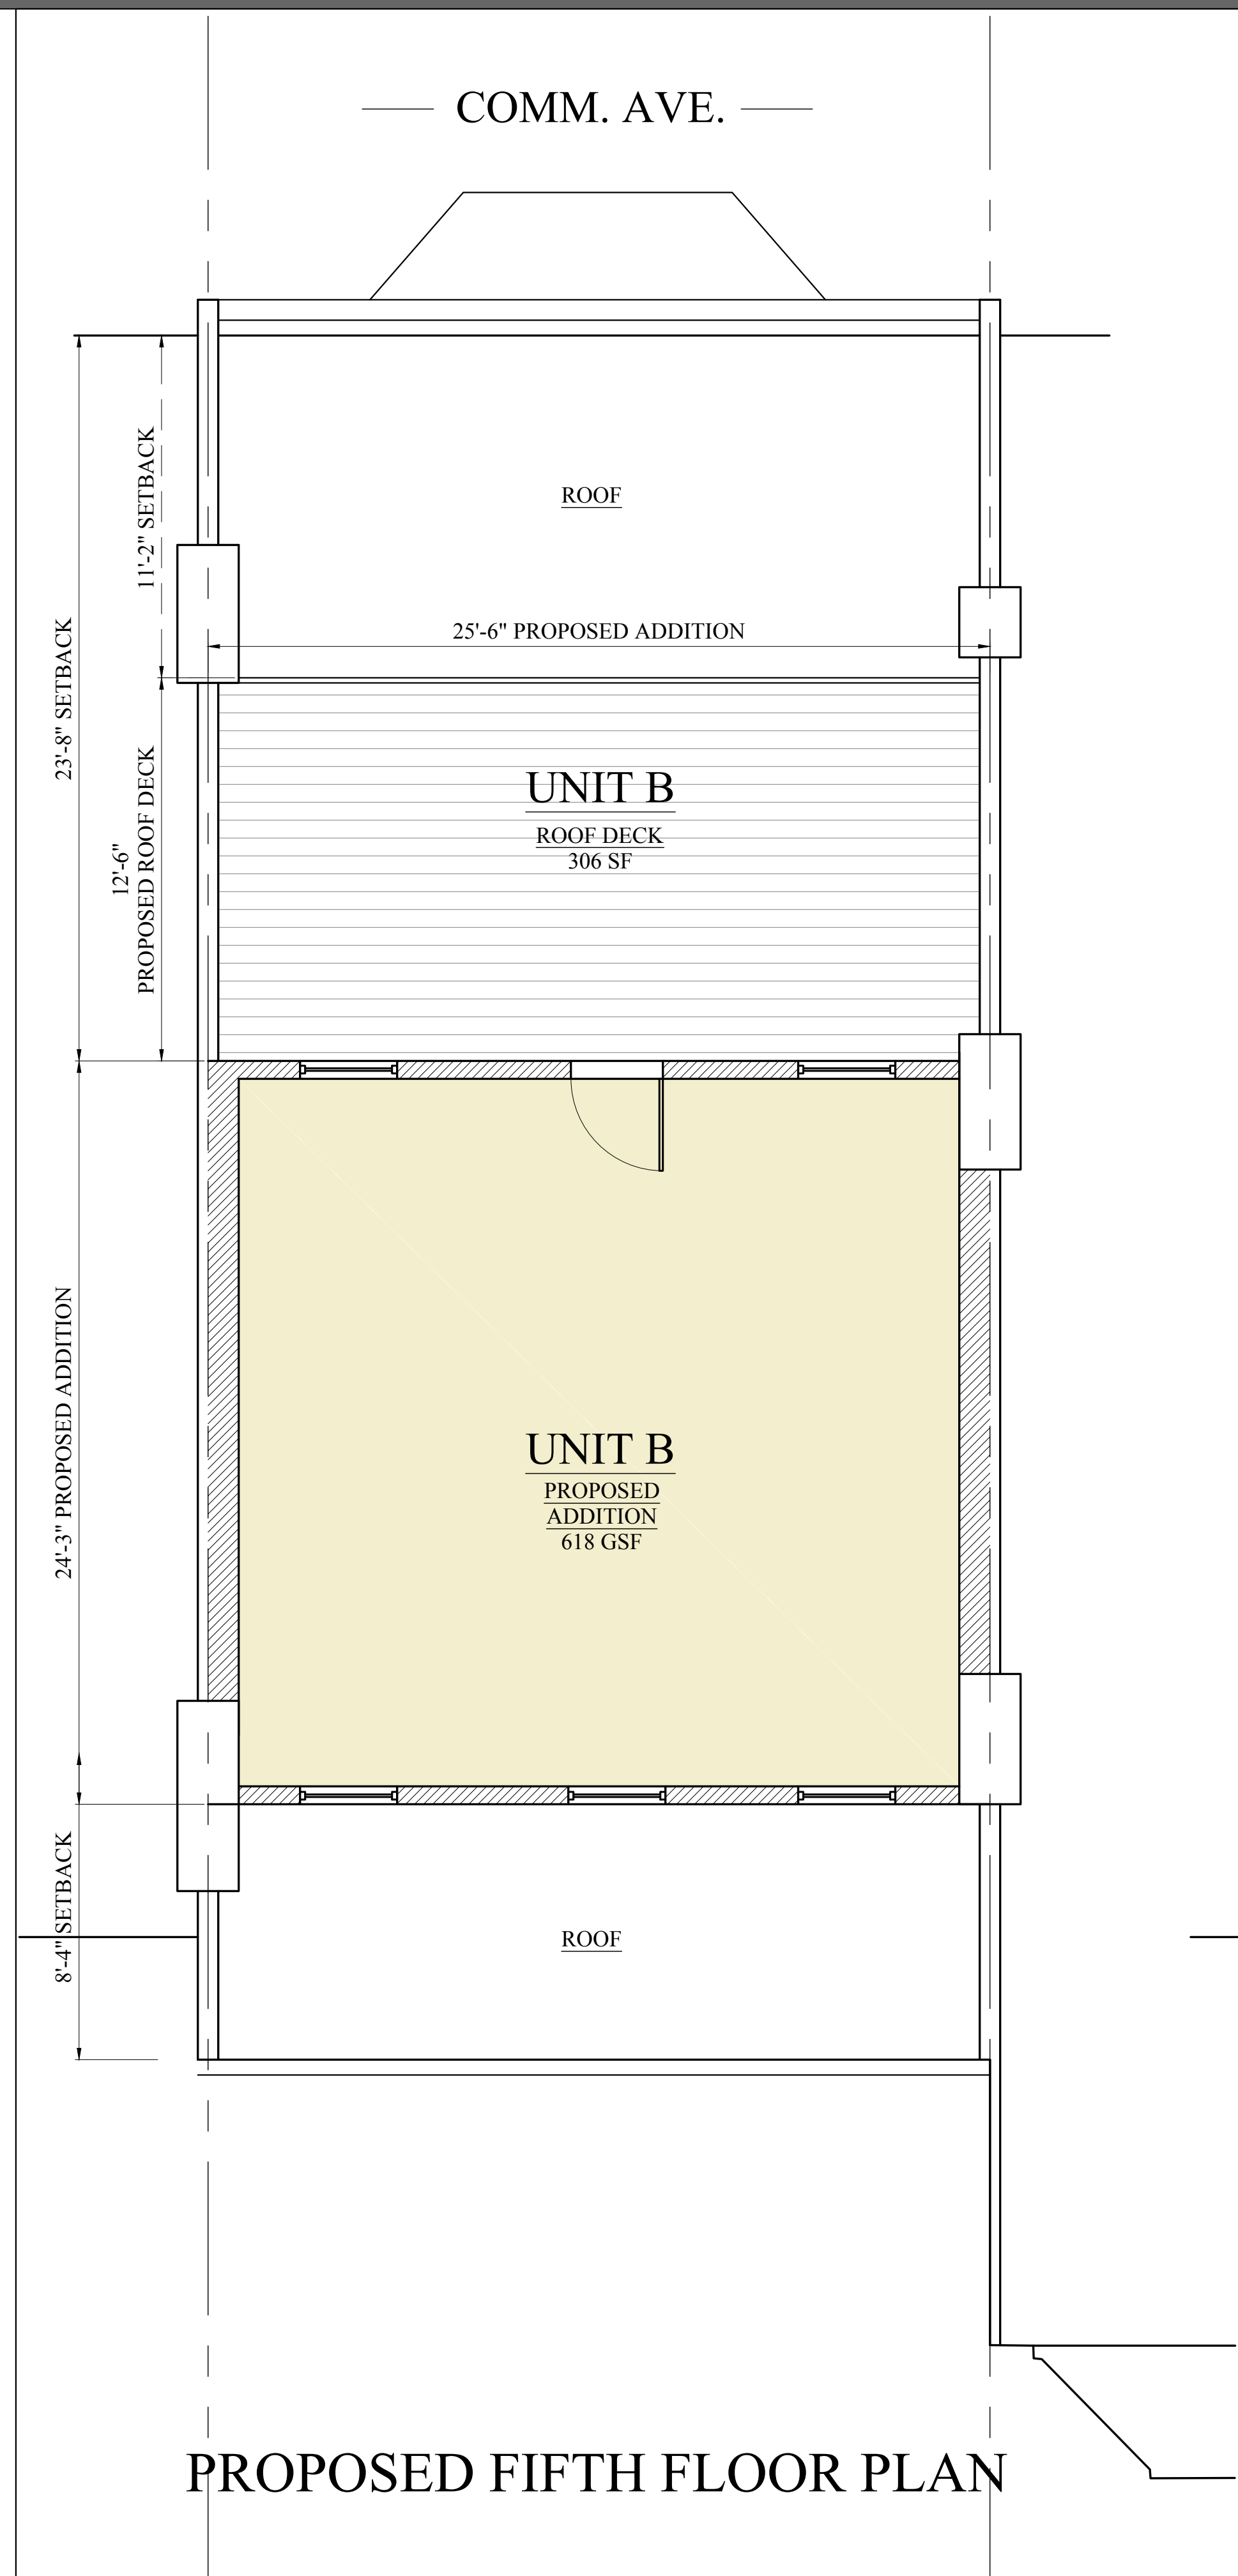 COMM. AVE.
11'-2" SETBACK
ROOF
23'-8" SETBACK
25'-6" PROPOSED ADDITION
12'-6"
PROPOSED ROOF DECK
UNIT B
ROOF DECK
306 SF
24'-3" PROPOSED ADDITION
UNIT B
PROPOSED
ADDITION
618 GSF
8'-4" SETBACK
ROOF
PROPOSED FIFTH FLOOR PLAN